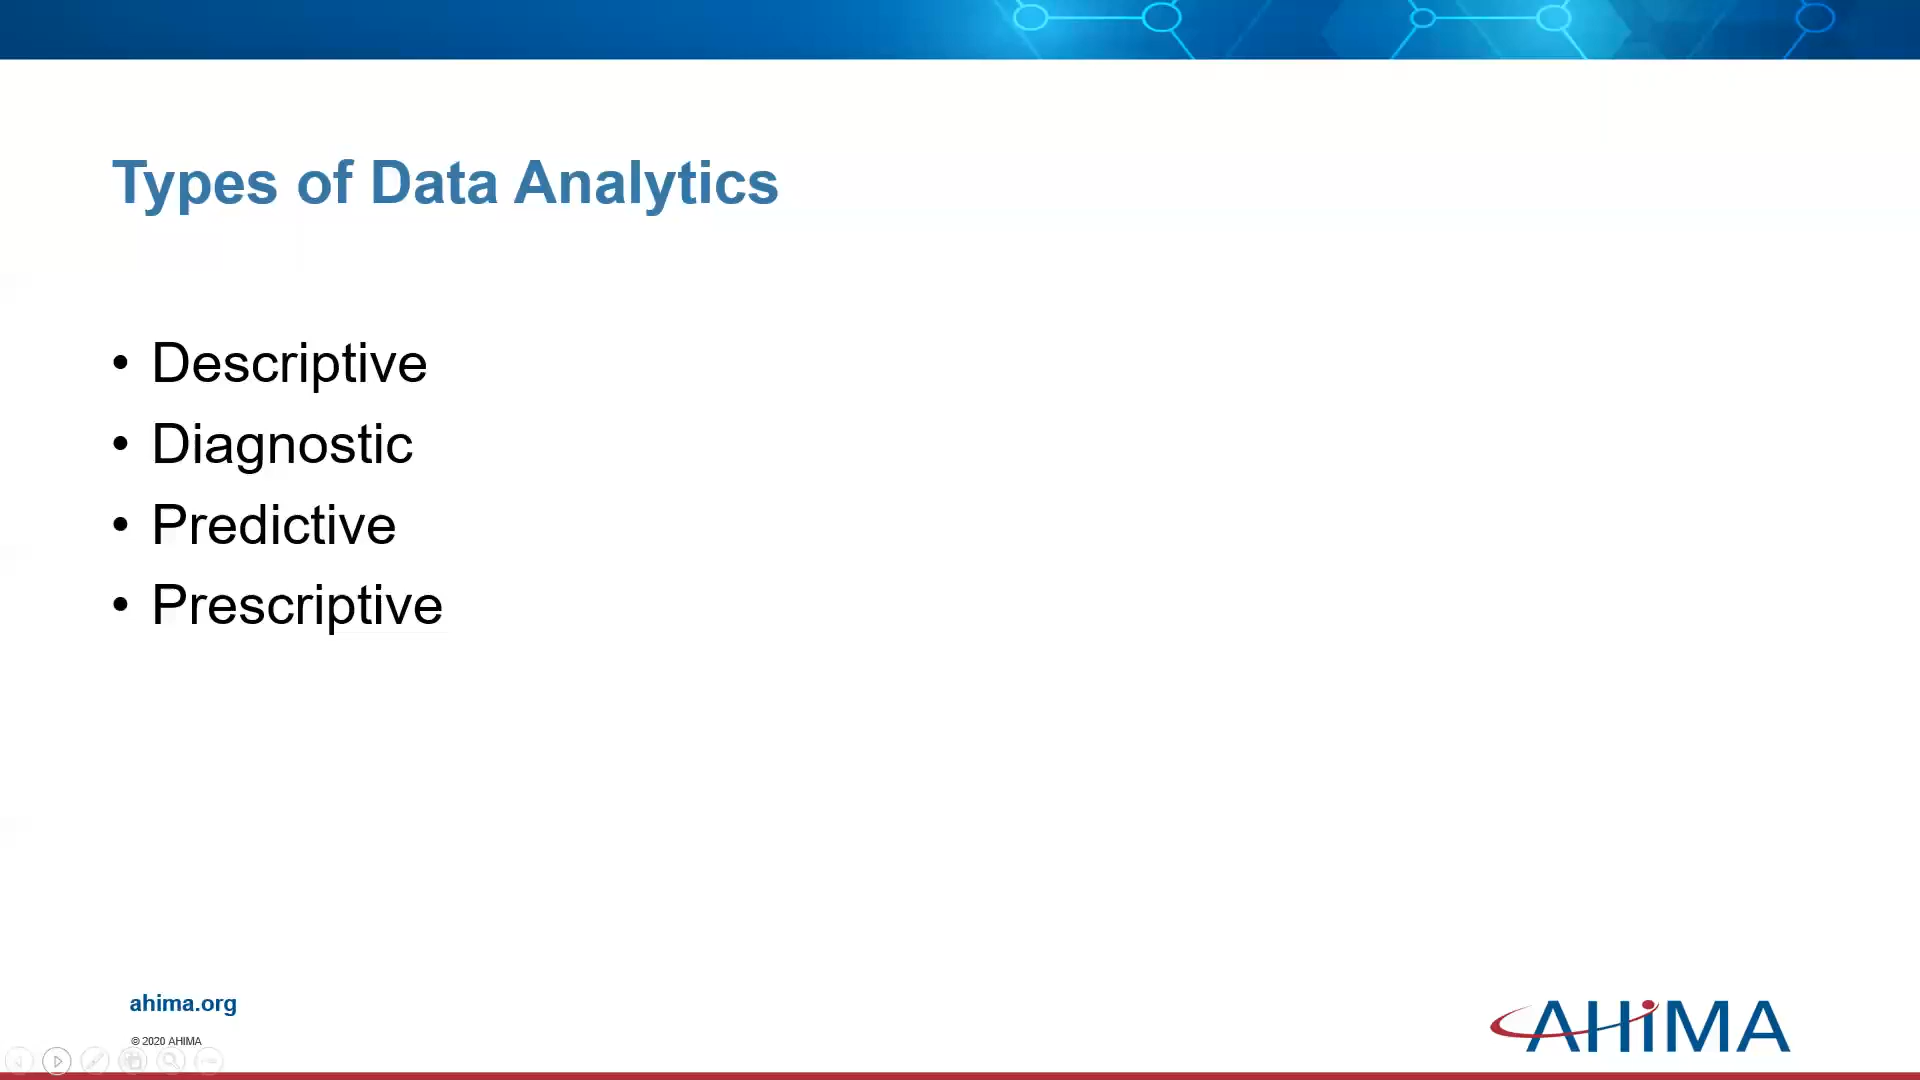 Types of Data Analytics
• Descriptive
• Diagnostic
• Predictive
• Prescriptive
ahima.org
© 2020 AHIMA
AHiMA